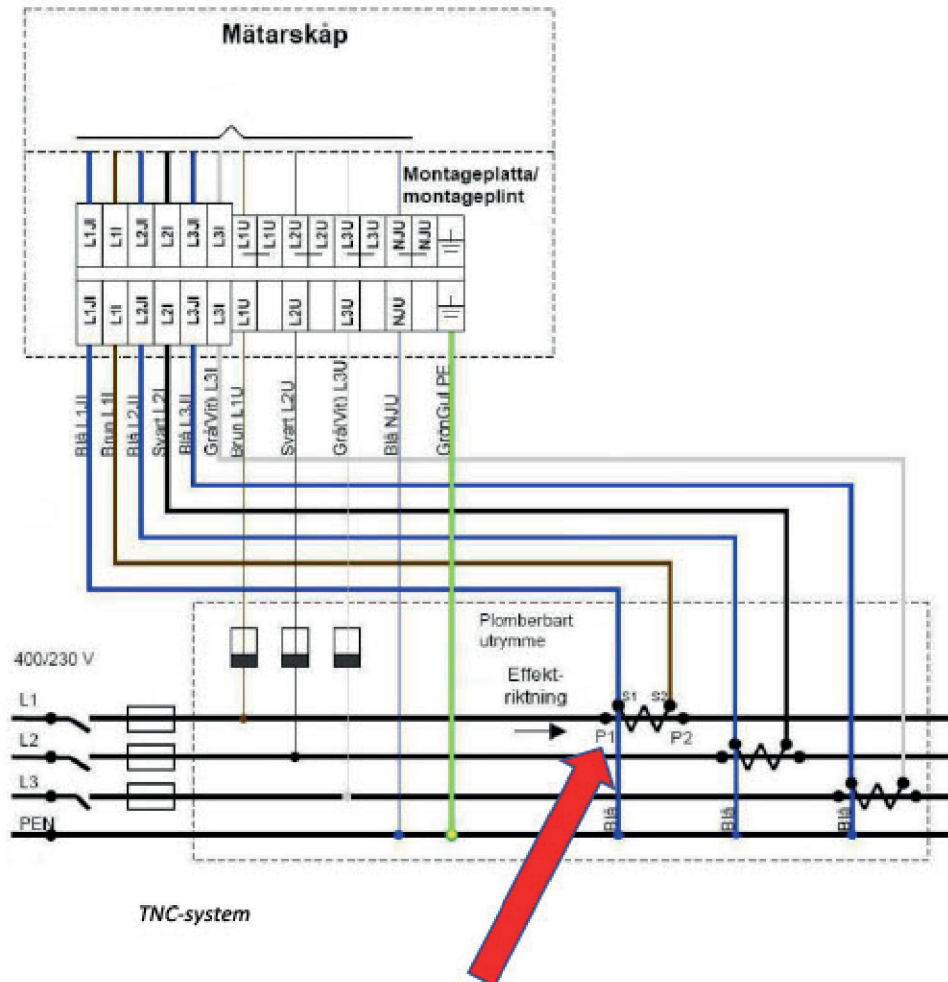 Mätarskåp
Montageplatta/
montageplint
L1JI L1I L2JI L2I L3JI L3I L1U L1U L2U L2U L3U L3U NJU NJU
L1JI L1I L2JI L2I L3JI L3I L1U L2U L3U NJU
Blå L1JI
Brun L1I
Blå L2JI
Svart L2I
Blå L3JI
Grå(Vit) L3I
Brun L1U
Svart L2U
Grå(Vit) L3U
Blå NJU
GrönGul PE
Plomberbart
utrymme
400/230 V
Effekt-
riktning
S1 S2
L1
P1 P2
L2
L3
PEN
Blå Blå Blå
TNC-system